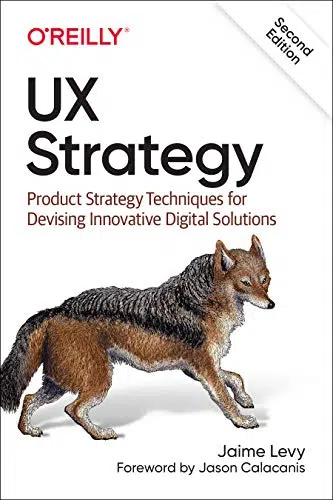 O'REILLY®
Second
Edition
UX
Strategy
Product Strategy Techniques for
Devising Innovative Digital Solutions
Jaime Levy
Foreword by Jason Calacanis